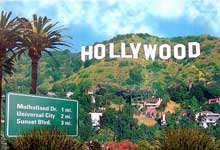 HOLLYWOOD
Mulholland Dr. 1 mi.
Universal City 2 mi.
Sunset Blvd. 3 mi.